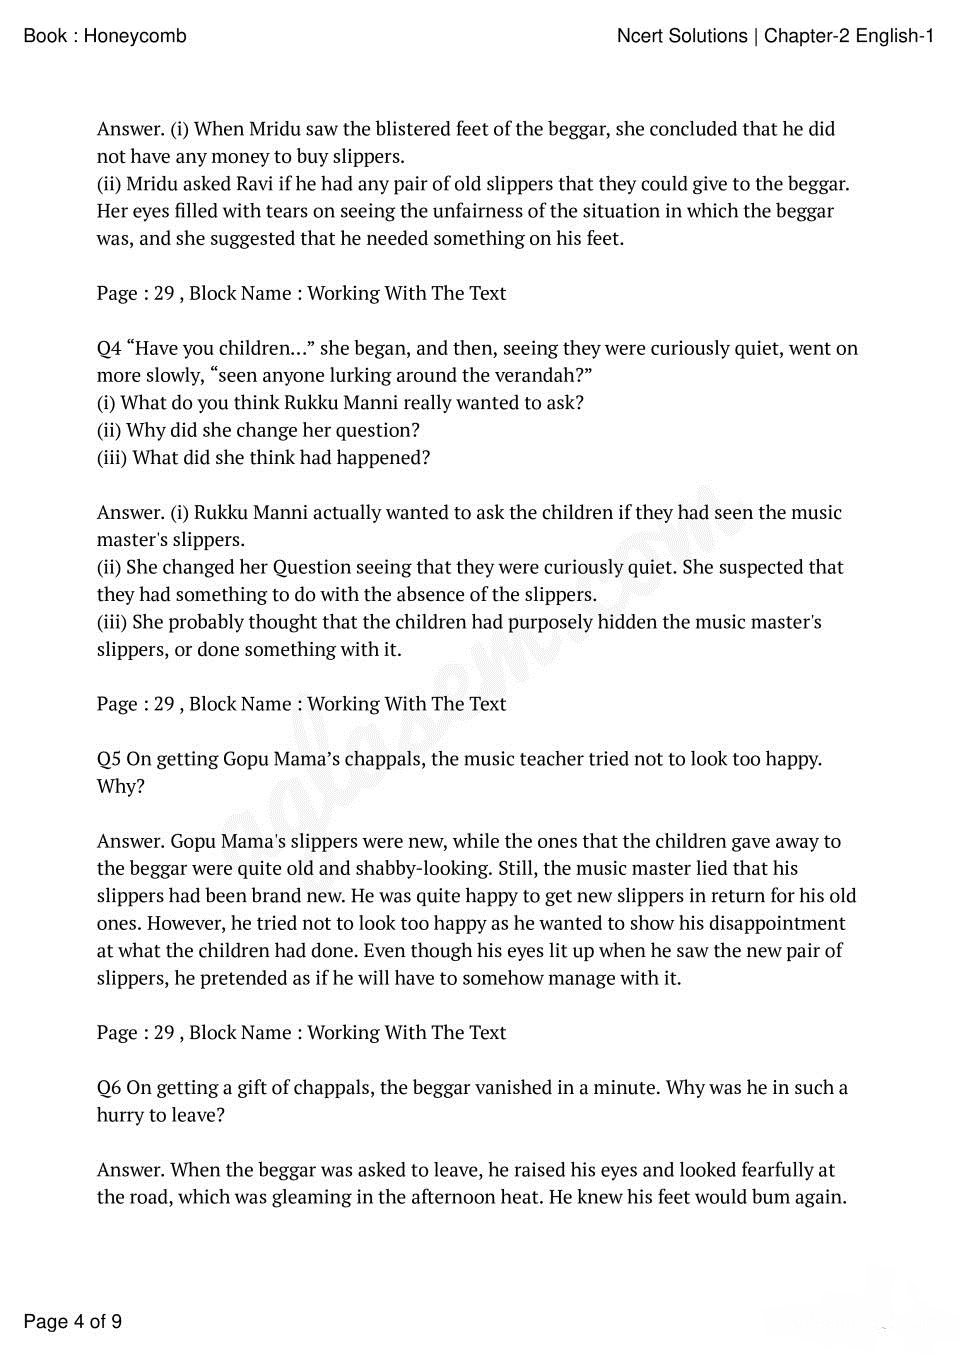 Book : Honeycomb
Ncert Solutions | Chapter-2 English-1
Answer. (i) When Mridu saw the blistered feet of the beggar, she concluded that he did
not have any money to buy slippers.
(ii) Mridu asked Ravi if he had any pair of old slippers that they could give to the beggar.
Her eyes filled with tears on seeing the unfairness of the situation in which the beggar
was, and she suggested that he needed something on his feet.
Page : 29 , Block Name : Working With The Text
Q4 “Have you children…” she began, and then, seeing they were curiously quiet, went on
more slowly, “seen anyone lurking around the verandah?”
(i) What do you think Rukku Manni really wanted to ask?
(ii) Why did she change her question?
(iii) What did she think had happened?
Answer. (i) Rukku Manni actually wanted to ask the children if they had seen the music
master's slippers.
(ii) She changed her Question seeing that they were curiously quiet. She suspected that
they had something to do with the absence of the slippers.
(iii) She probably thought that the children had purposely hidden the music master's
slippers, or done something with it.
Page : 29 , Block Name : Working With The Text
Q5 On getting Gopu Mama’s chappals, the music teacher tried not to look too happy.
Why?
Answer. Gopu Mama's slippers were new, while the ones that the children gave away to
the beggar were quite old and shabby-looking. Still, the music master lied that his
slippers had been brand new. He was quite happy to get new slippers in return for his old
ones. However, he tried not to look too happy as he wanted to show his disappointment
at what the children had done. Even though his eyes lit up when he saw the new pair of
slippers, he pretended as if he will have to somehow manage with it.
Page : 29 , Block Name : Working With The Text
Q6 On getting a gift of chappals, the beggar vanished in a minute. Why was he in such a
hurry to leave?
Answer. When the beggar was asked to leave, he raised his eyes and looked fearfully at
the road, which was gleaming in the afternoon heat. He knew his feet would bum again.
Page 4 of 9
aglasem.com